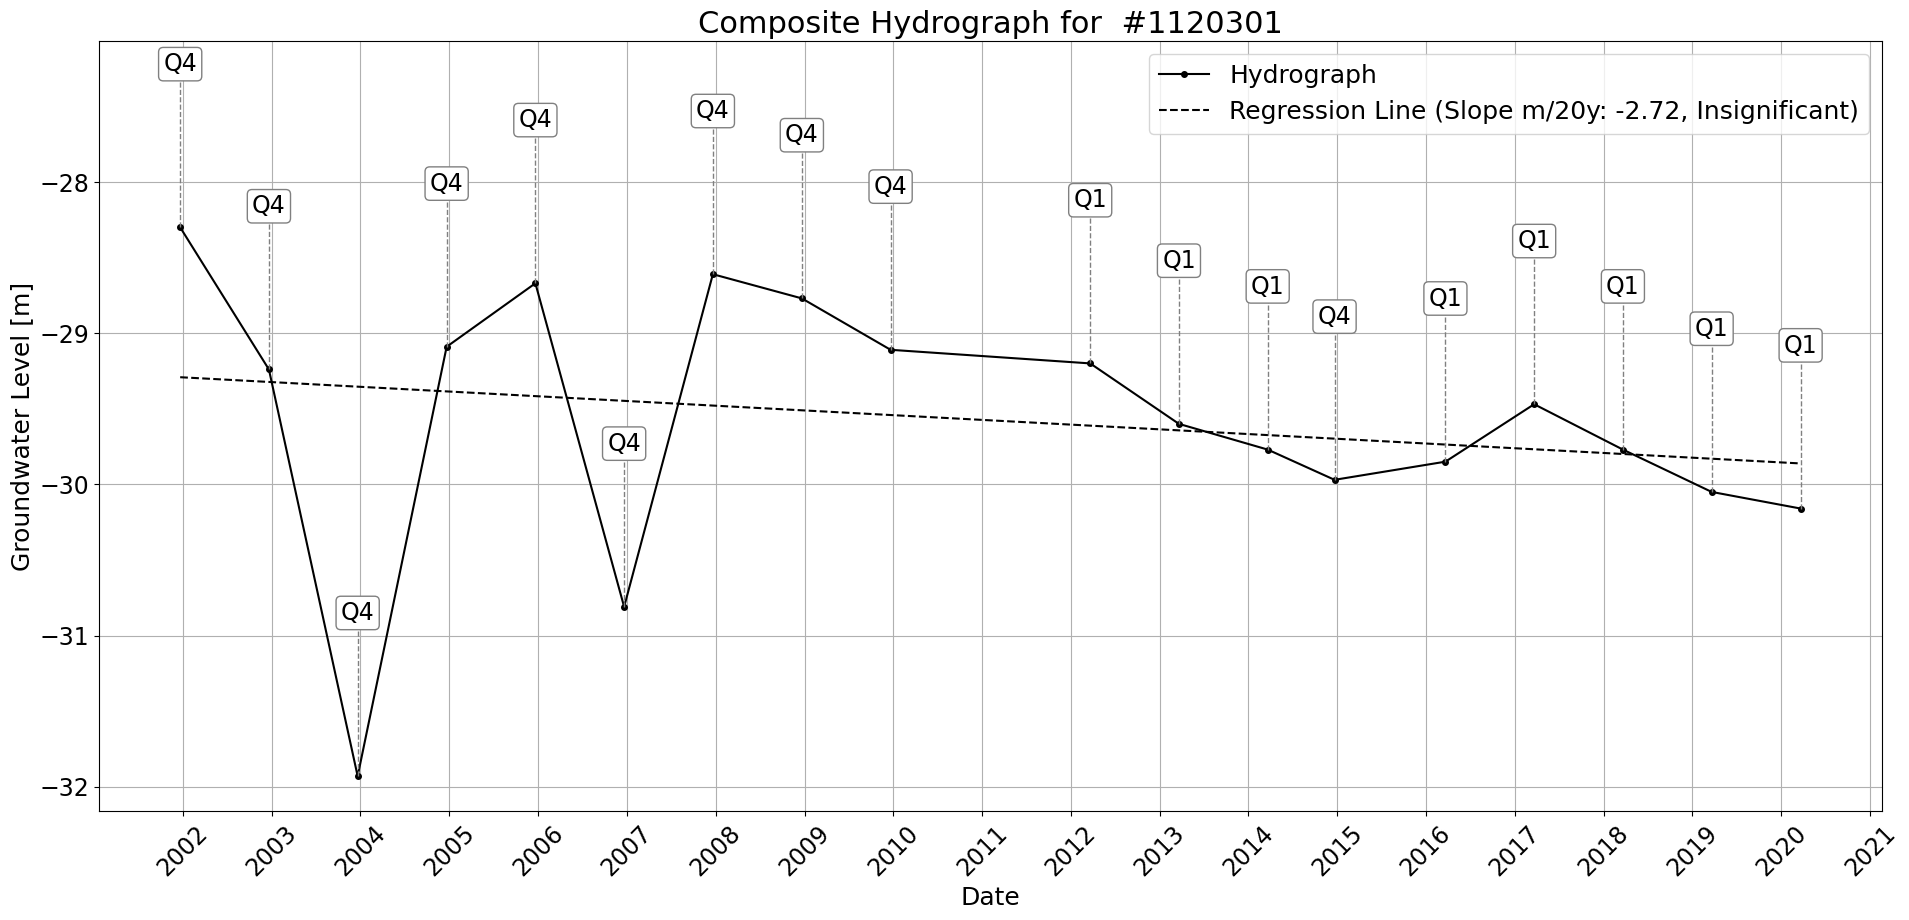 Composite Hydrograph for  #1120301
Hydrograph
Regression Line (Slope m/20y: -2.72, Insignificant)
Q4
Q4
Q4
Q4
Q4
Q4
Q4
Q4
Q4
Q1
Q1
Q1
Q4
Q1
Q1
Q1
Q1
Q1
Groundwater Level [m]
−28
−29
−30
−31
−32
2002
2003
2004
2005
2006
2007
2008
2009
2010
2011
2012
2013
2014
2015
2016
2017
2018
2019
2020
2021
Date